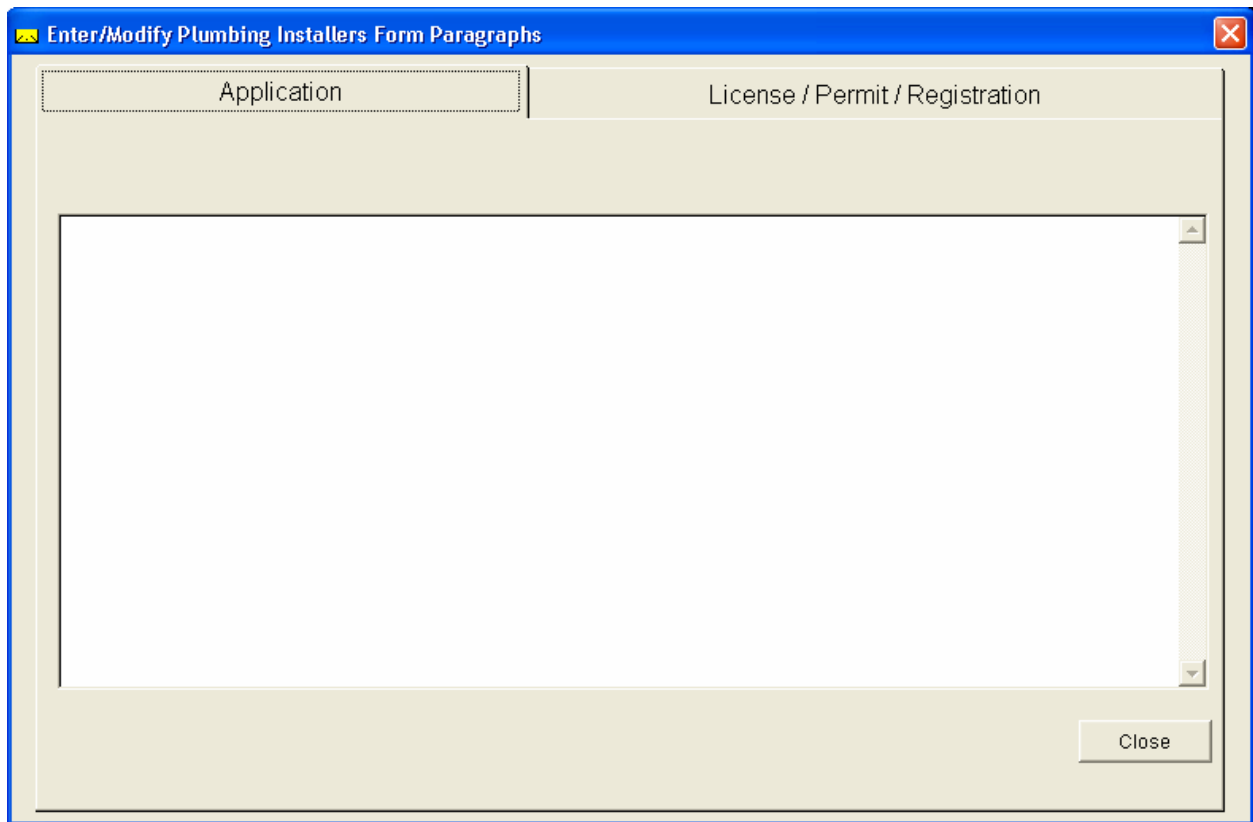 Enter/Modify Plumbing Installers Form Paragraphs
Application
License / Permit / Registration
Close